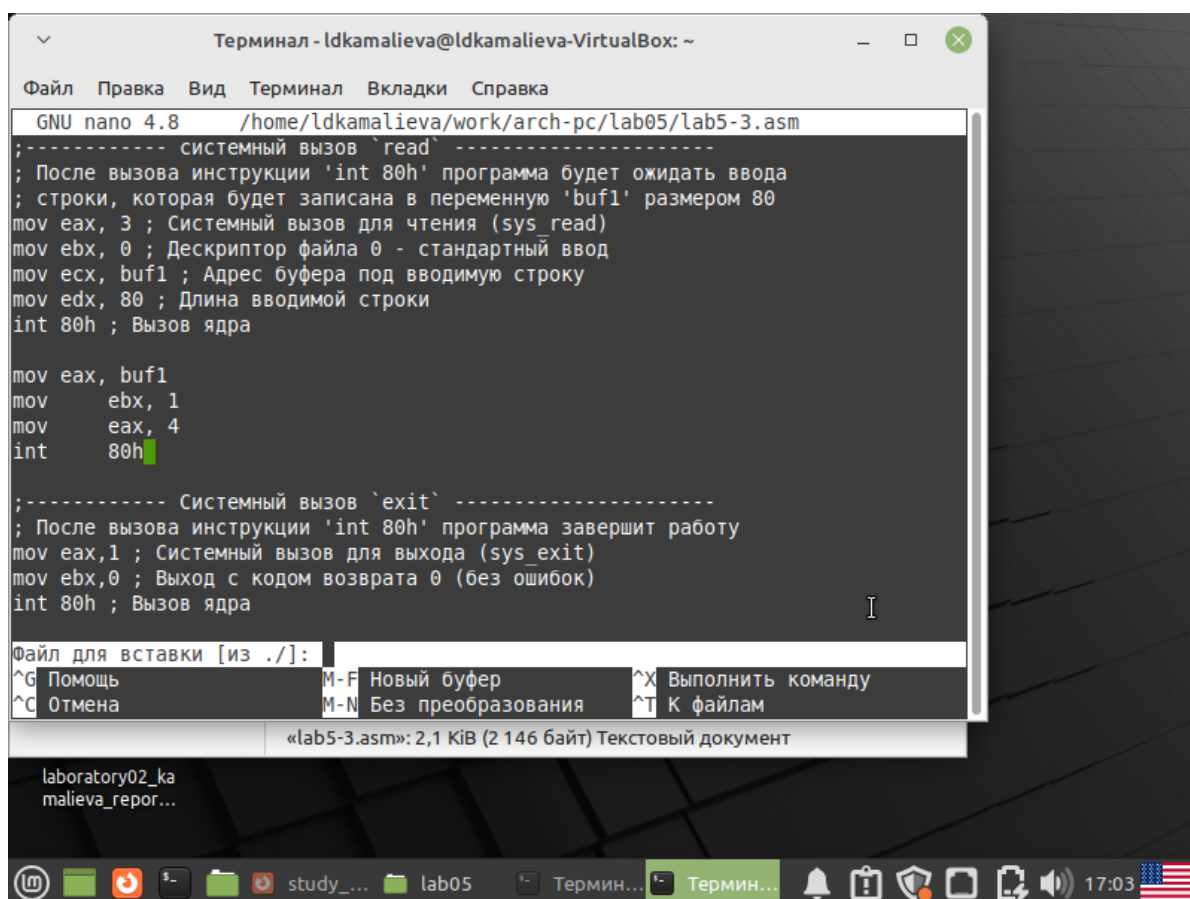 Терминал - ldkamalieva@ldkamalieva-VirtualBox: ~
Файл Правка Вид Терминал Вкладки Справка
GNU nano 4.8 /home/ldkamalieva/work/arch-pc/lab05/lab5-3.asm
;------------ системный вызов `read` ----------------------
; После вызова инструкции 'int 80h' программа будет ожидать ввода
; строки, которая будет записана в переменную 'buf1' размером 80
mov eax, 3 ; Системный вызов для чтения (sys_read)
mov ebx, 0 ; Дескриптор файла 0 - стандартный ввод
mov ecx, buf1 ; Адрес буфера под вводимую строку
mov edx, 80 ; Длина вводимой строки
int 80h ; Вызов ядра
mov eax, buf1
mov ebx, 1
mov eax, 4
int 80h
;------------ Системный вызов `exit` ----------------------
; После вызова инструкции 'int 80h' программа завершит работу
mov eax,1 ; Системный вызов для выхода (sys_exit)
mov ebx,0 ; Выход с кодом возврата 0 (без ошибок)
int 80h ; Вызов ядра
Файл для вставки [из ./]:
^G Помощь M-F Новый буфер ^X Выполнить команду
^C Отмена M-N Без преобразования ^T К файлам
«lab5-3.asm»: 2,1 KiB (2 146 байт) Текстовый документ
laboratory02_ka
malieva_repor...
study_... lab05 Термин... Термин... 17:03